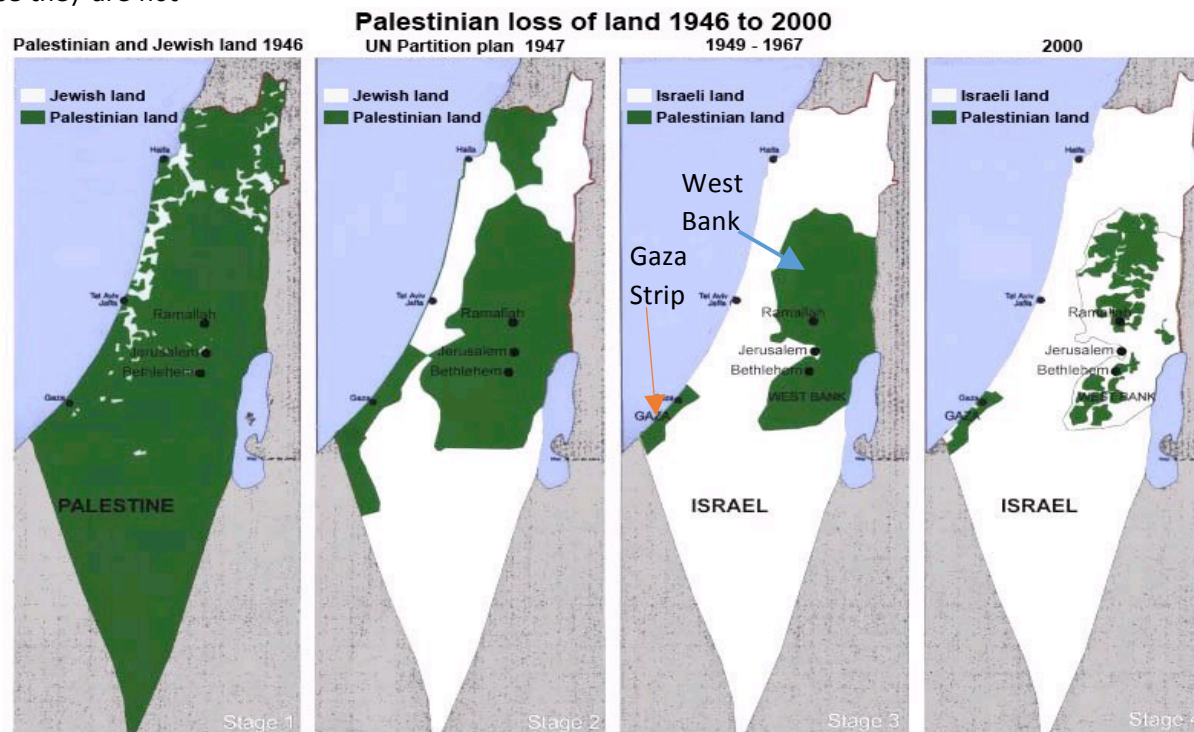 they are not
Palestinian loss of land 1946 to 2000
Palestinian and Jewish land 1946
Jewish land
Palestinian land
Haifa
Tel Aviv
Jaffa
Ramallah
Jerusalem
Bethlehem
Gaza
PALESTINE
Stage 1
UN Partition plan 1947
Jewish land
Palestinian land
Haifa
Tel Aviv
Jaffa
Ramallah
Jerusalem
Bethlehem
Gaza
Stage 2
1949 - 1967
Israeli land
Palestinian land
Haifa
West
Bank
Gaza
Strip
Tel Aviv
Jaffa
Ramallah
Jerusalem
Bethlehem
Gaza
GAZA
WEST BANK
ISRAEL
Stage 3
2000
Israeli land
Palestinian land
Haifa
Tel Aviv
Jaffa
Ramallah
Jerusalem
Bethlehem
Gaza
GAZA
WEST BANK
ISRAEL
Stage 4